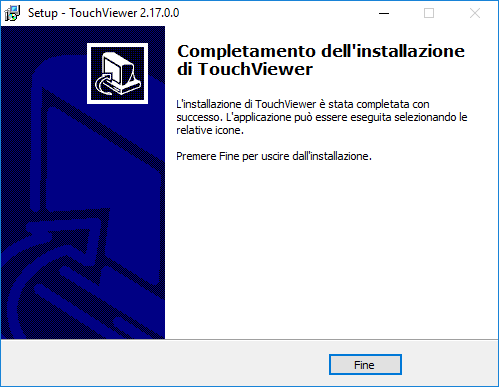 Setup - TouchViewer 2.17.0.0
Completamento dell'installazione
di TouchViewer
L'installazione di TouchViewer è stata completata con
successo. L'applicazione può essere eseguita selezionando le
relative icone.
Premere Fine per uscire dall'installazione.
Fine